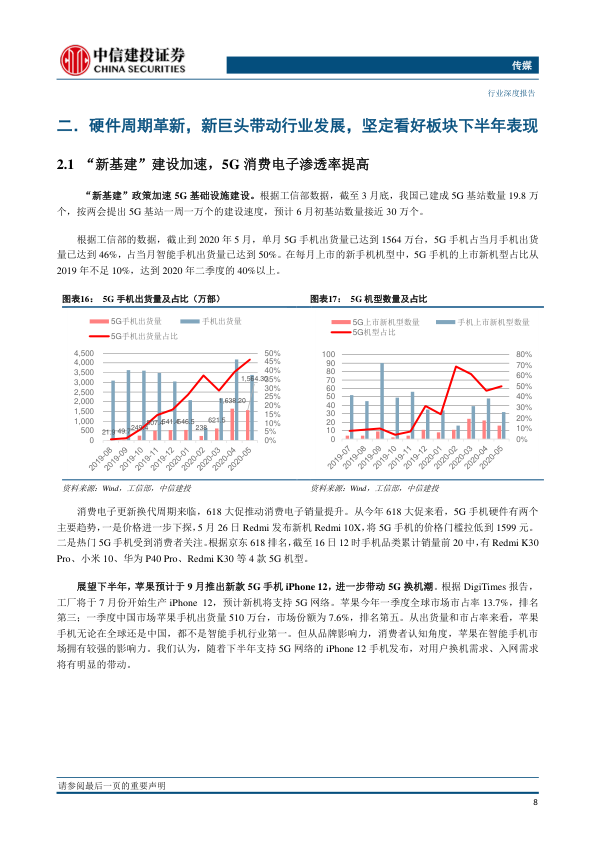 中信建投证券
CHINA SECURITIES
传媒
行业深度报告
二．硬件周期革新，新巨头带动行业发展，坚定看好板块下半年表现
2.1 “新基建”建设加速，5G 消费电子渗透率提高
“新基建”政策加速 5G 基础设施建设。根据工信部数据，截至 3 月底，我国已建成 5G 基站数量 19.8 万
个，按两会提出 5G 基站一周一万个的建设速度，预计 6 月初基站数量接近 30 万个。
根据工信部的数据，截止到 2020 年 5 月，单月 5G 手机出货量已达到 1564 万台，5G 手机占当月手机出货
量已达到 46%，占当月智能手机出货量已达到 50%。在每月上市的新手机机型中，5G 手机的上市新机型占比从
2019 年不足 10%，达到 2020 年二季度的 40%以上。
图表16： 5G 手机出货量及占比（万部）
图表17： 5G 机型数量及占比
5G手机出货量 手机出货量
5G手机出货量占比
4,500
4,000
3,500
3,000
2,500
2,000
1,500
1,000
500
0
50%
45%
40%
35%
30%
25%
20%
15%
10%
5%
0%
21.9
541.4
546.5
238
621.5
1,638.20
2019-08
2019-09
2019-10
2019-11
2019-12
2020-01
2020-02
2020-03
2020-04
2020-05
5G上市新机型数量 手机上市新机型数量
5G机型占比
100
90
80
70
60
50
40
30
20
10
0
80%
70%
60%
50%
40%
30%
20%
10%
0%
2019-07
2019-08
2019-09
2019-10
2019-11
2019-12
2020-01
2020-02
2020-03
2020-04
2020-05
资料来源：Wind，工信部，中信建投
资料来源：Wind，工信部，中信建投
消费电子更新换代周期来临，618 大促推动消费电子销量提升。从今年 618 大促来看，5G 手机硬件有两个
主要趋势，一是价格进一步下探，5 月 26 日 Redmi 发布新机 Redmi 10X，将 5G 手机的价格门槛拉低到 1599 元。
二是热门 5G 手机受到消费者关注。根据京东 618 排名，截至 16 日 12 时手机品类累计销量前 20 中，有 Redmi K30
Pro、小米 10、华为 P40 Pro、Redmi K30 等 4 款 5G 机型。
展望下半年，苹果预计于 9 月推出新款 5G 手机 iPhone 12，进一步带动 5G 换机潮。根据 DigiTimes 报告，
工厂将于 7 月份开始生产 iPhone 12，预计新机将支持 5G 网络。苹果今年一季度全球市场市占率 13.7%，排名
第三；一季度中国市场苹果手机出货量 510 万台，市场份额为 7.6%，排名第五。从出货量和市占率来看，苹果
手机无论在全球还是中国，都不是智能手机行业第一。但从品牌影响力，消费者认知角度，苹果在智能手机市
场拥有较强的影响力。我们认为，随着下半年支持 5G 网络的 iPhone 12 手机发布，对用户换机需求、入网需求
将有明显的带动。
请参阅最后一页的重要声明
8